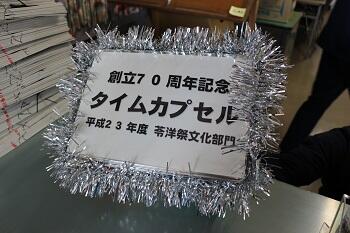 創立70周年記念
タイムカプセル
平成23年度 苓洋祭文化部門